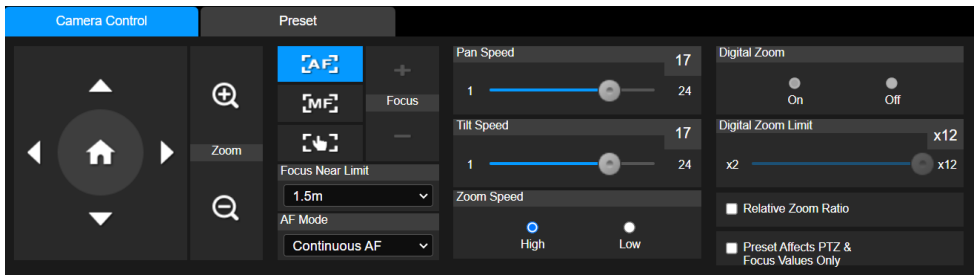 Camera Control
Preset
Zoom
AF
MF
Focus
Focus Near Limit
1.5m
AF Mode
Continuous AF
Pan Speed
17
1
24
Tilt Speed
17
1
24
Zoom Speed
High
Low
Digital Zoom
On
Off
Digital Zoom Limit
x12
x2
x12
Relative Zoom Ratio
Preset Affects PTZ &
Focus Values Only